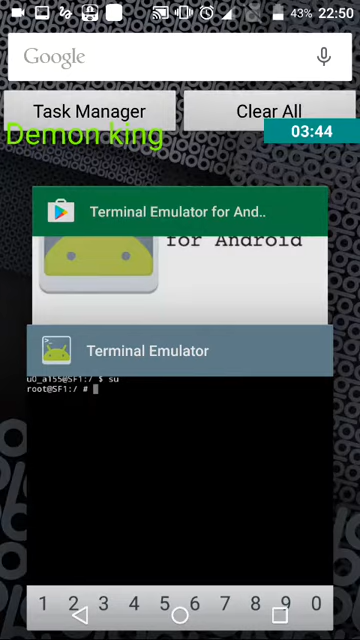 43% 22:50
Google
Task Manager
Clear All
Demon king
03:44
Terminal Emulator for And..
for Android
Terminal Emulator
u0_a155@SF1:/ $ su
root@SF1:/ #
1 2 3 4 5 6 7 8 9 0